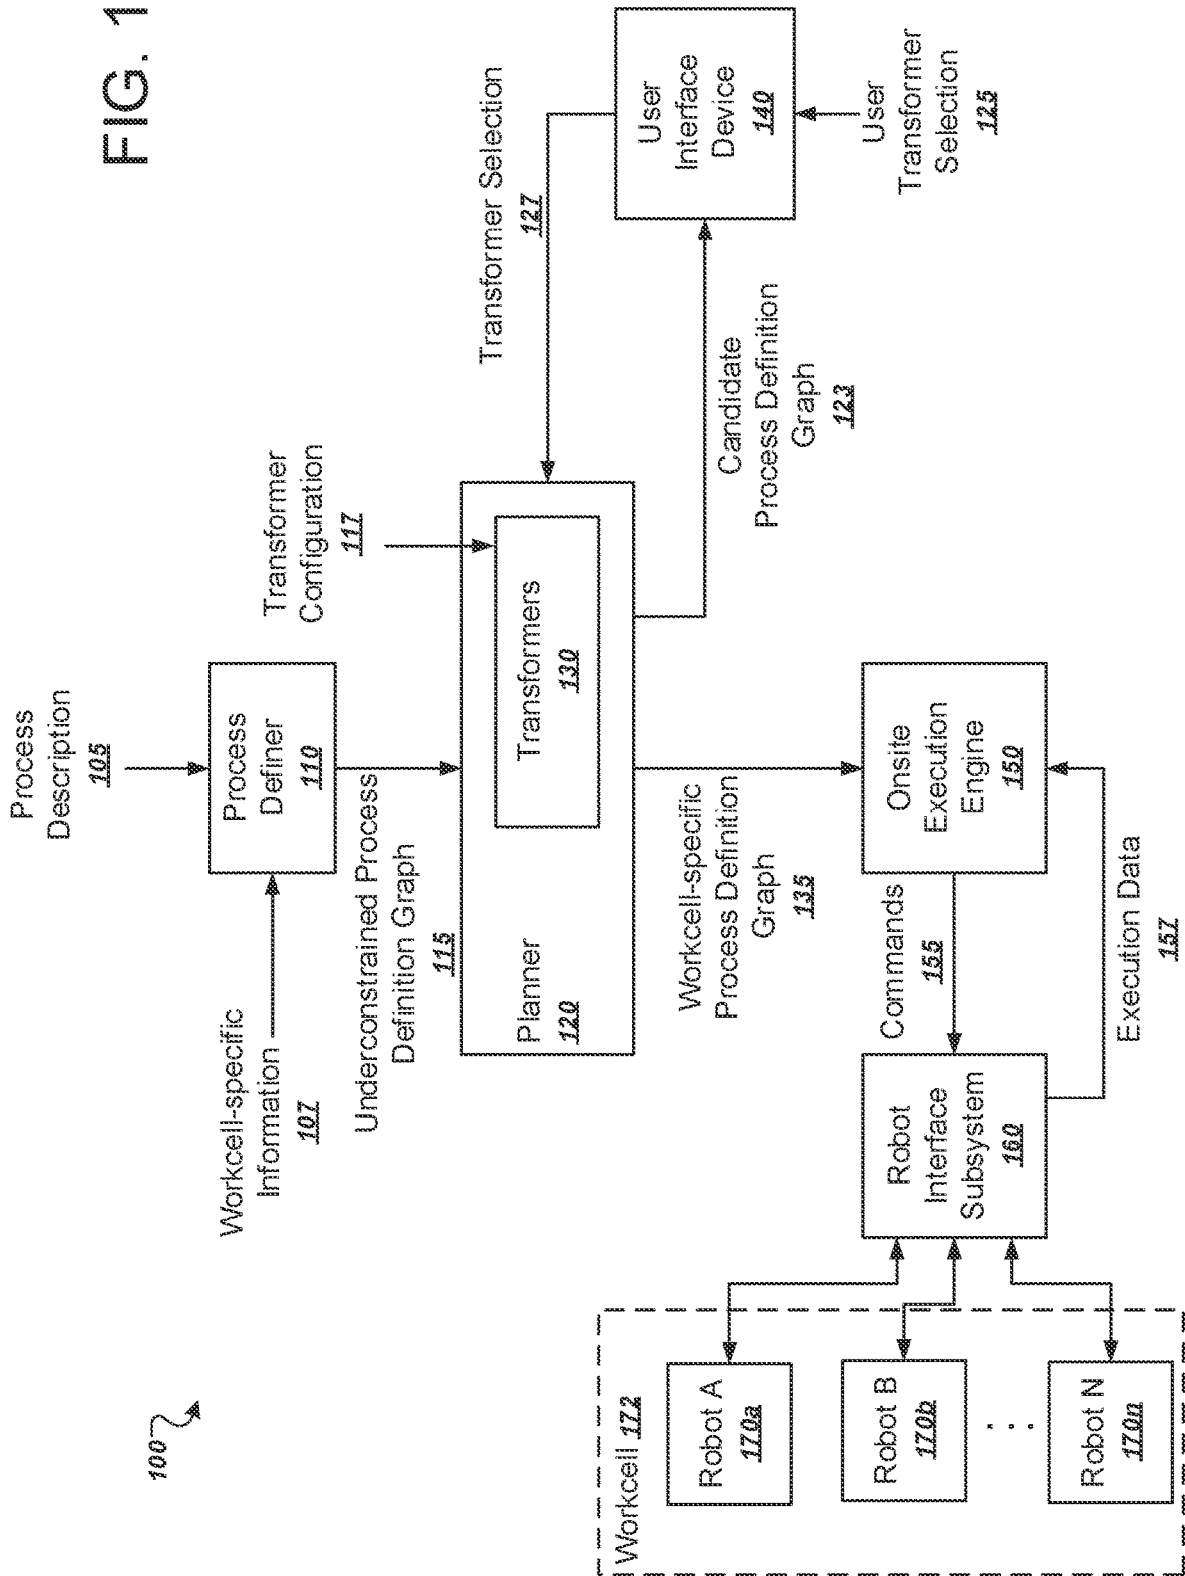 FIG. 1
100
Process
Description
105
Workcell-specific
Information
107
Process
Definer
110
Transformer
Configuration
117
Underconstrained Process
Definition Graph
115
Planner
120
Transformers
130
Transformer Selection
127
User
Interface
Device
140
User
Transformer
Selection
125
Candidate
Process Definition
Graph
123
Workcell-specific
Process Definition
Graph
135
Onsite
Execution
Engine
150
Commands
155
Execution Data
157
Robot
Interface
Subsystem
160
Workcell 172
Robot A
170a
Robot B
170b
. . .
Robot N
170n